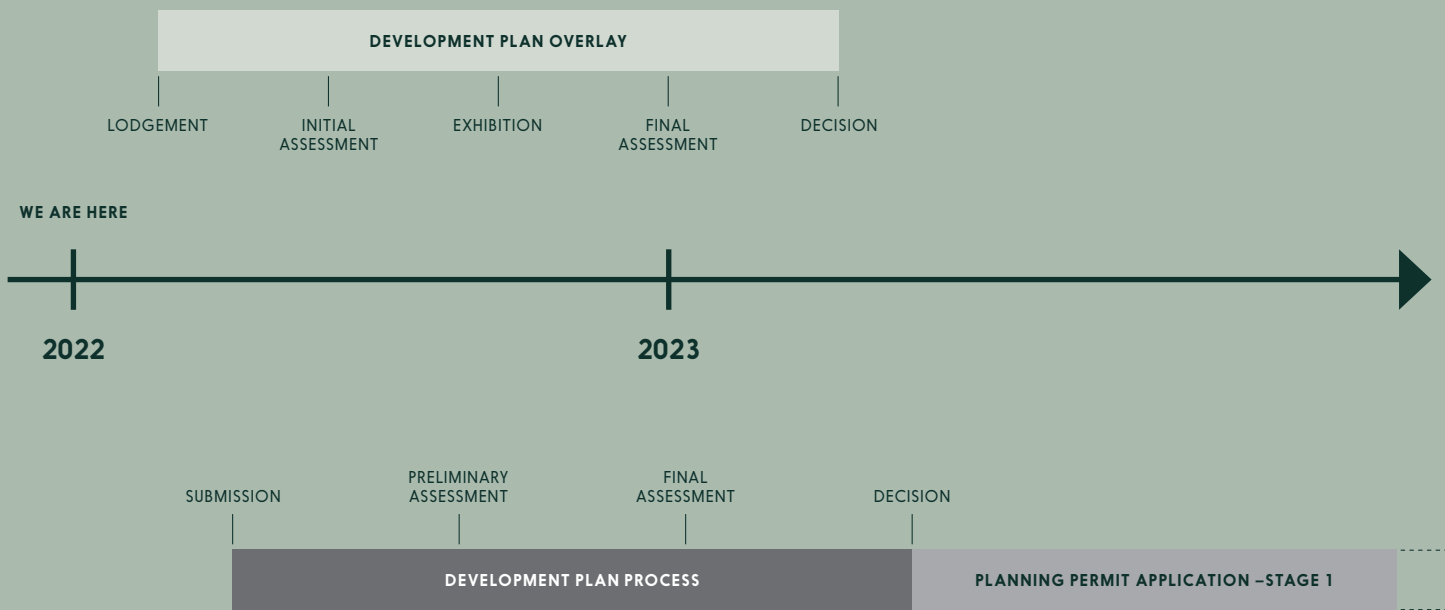 DEVELOPMENT PLAN OVERLAY
LODGEMENT
INITIAL
ASSESSMENT
EXHIBITION
FINAL
ASSESSMENT
DECISION
WE ARE HERE
2022
2023
SUBMISSION
PRELIMINARY
ASSESSMENT
FINAL
ASSESSMENT
DECISION
DEVELOPMENT PLAN PROCESS
PLANNING PERMIT APPLICATION –STAGE 1